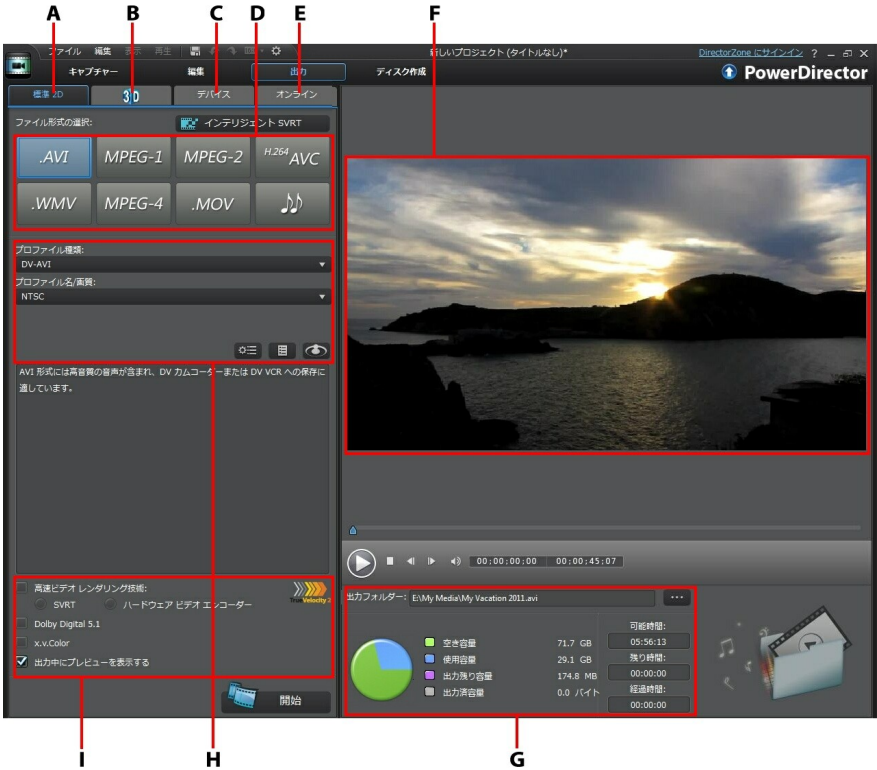 A B C D E F
ファイル 編集 表示 再生
新しいプロジェクト (タイトルなし)*
DirectorZone にサインイン ?
キャプチャー 編集 出力 ディスク作成
PowerDirector
標準 2D 3D デバイス オンライン
ファイル形式の選択:
インテリジェント SVRT
.AVI MPEG-1 MPEG-2 H.264 AVC
.WMV MPEG-4 .MOV
プロファイル種類:
DV-AVI
プロファイル名/画質:
NTSC
AVI 形式には高音質の音声が含まれ、DV カムコーダーまたは DV VCR への保存に
適しています。
00:00:00:00 00:00:45:07
高速ビデオ レンダリング技術:
SVRT ハードウェア ビデオ エンコーダー
TrueVelocity 2
Dolby Digital 5.1
x.v.Color
出力中にプレビューを表示する
開始
出力フォルダー: E:\My Media\My Vacation 2011.avi
空き容量 71.7 GB
使用容量 29.1 GB
出力残り容量 174.8 MB
出力済容量 0.0 バイト
可能時間:
05:56:13
残り時間:
00:00:00
経過時間:
00:00:00
I H G